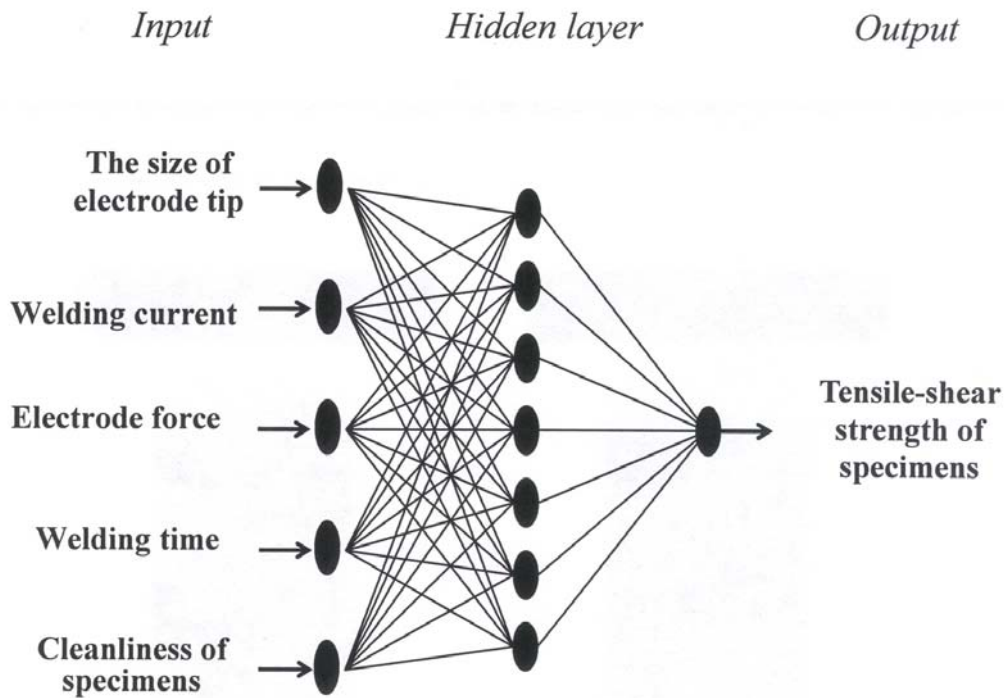 Input
Hidden layer
Output
The size of
electrode tip
Welding current
Electrode force
Welding time
Cleanliness of
specimens
Tensile-shear
strength of
specimens